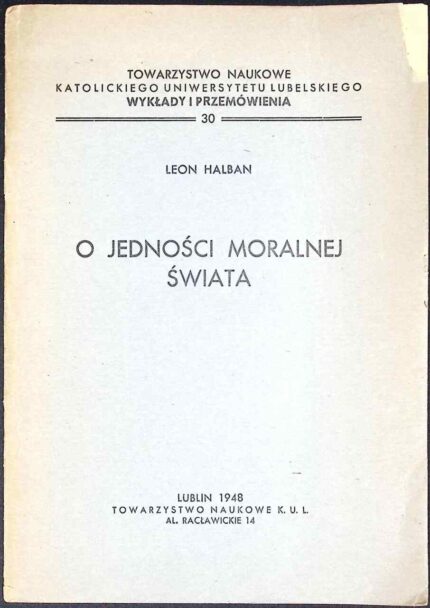 TOWARZYSTWO NAUKOWE
KATOLICKIEGO UNIWERSYTETU LUBELSKIEGO
WYKŁADY I PRZEMÓWIENIA
30
LEON HALBAN
O JEDNOŚCI MORALNEJ
ŚWIATA
LUBLIN 1948
TOWARZYSTWO NAUKOWE K. U. L.
AL. RACŁAWICKIE 14